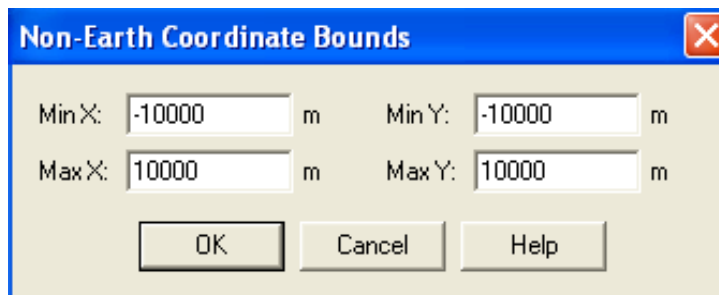 Non-Earth Coordinate Bounds
Min X: -10000 m Min Y: -10000 m
Max X: 10000 m Max Y: 10000 m
OK Cancel Help